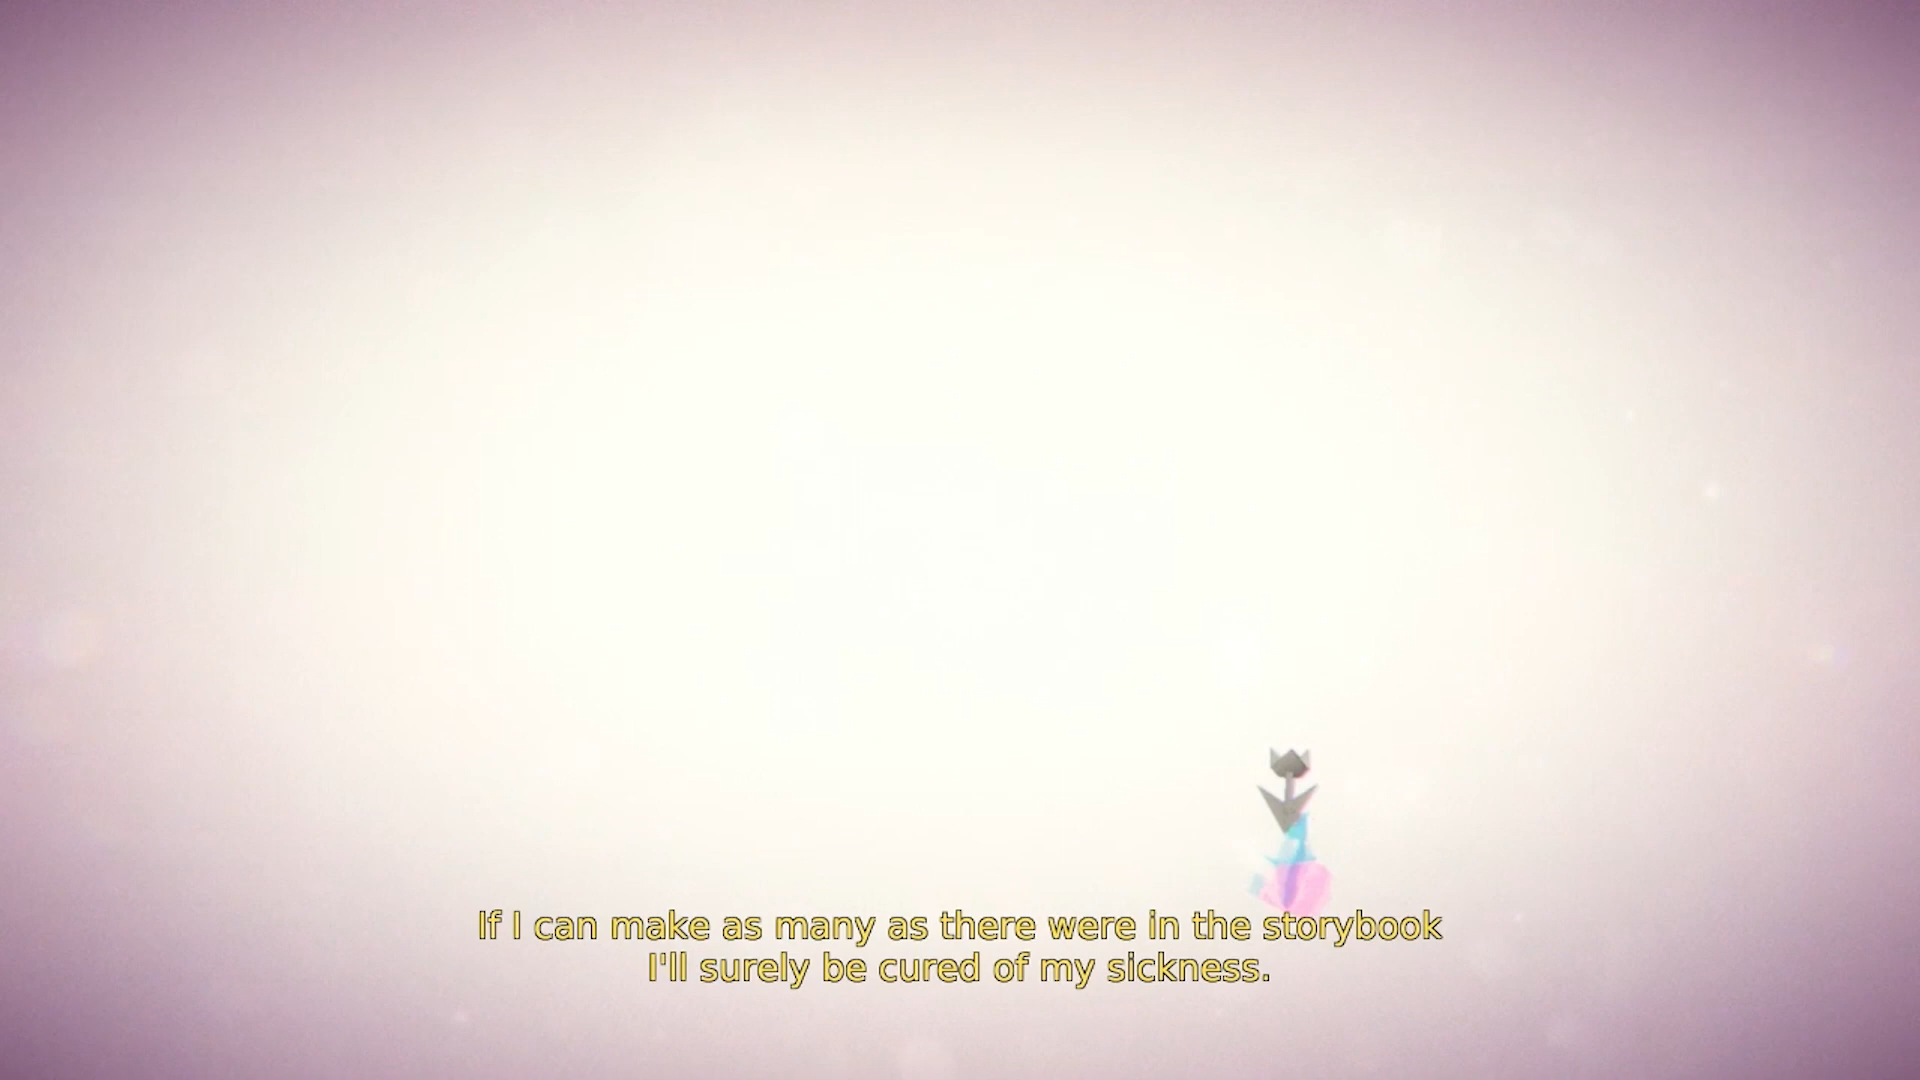 If I can make as many as there were in the storybook
I'll surely be cured of my sickness.